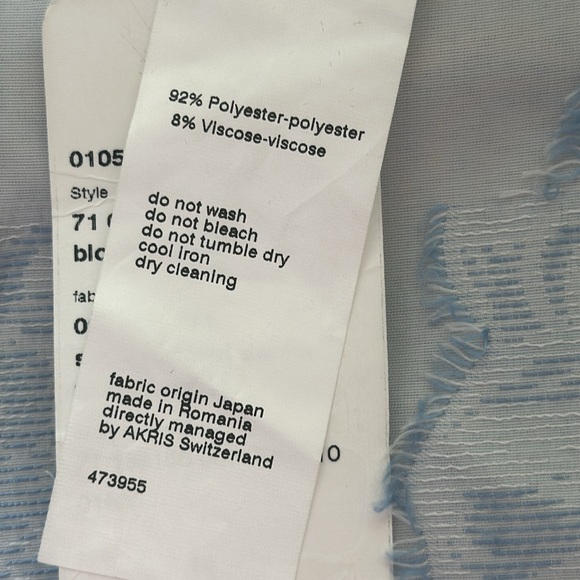 92% Polyester-polyester
8% Viscose-viscose
0105
Style
71
do not wash
do not bleach
do not tumble dry
cool iron
dry cleaning
fabric origin Japan
made in Romania
directly managed
by AKRIS Switzerland
473955